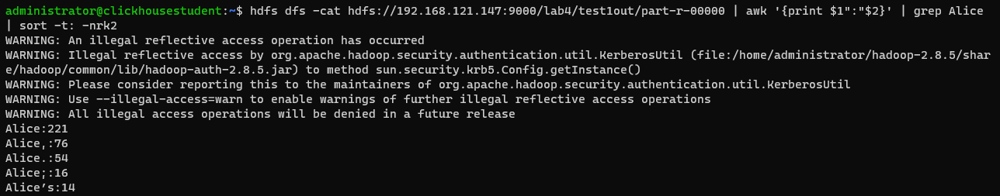 administrator@clickhousestudent:~$ hdfs dfs -cat hdfs://192.168.121.147:9000/lab4/test1out/part-r-00000 | awk '{print $1":"$2}' | grep Alice
| sort -t: -nrk2
WARNING: An illegal reflective access operation has occurred
WARNING: Illegal reflective access by org.apache.hadoop.security.authentication.util.KerberosUtil (file:/home/administrator/hadoop-2.8.5/shar
e/hadoop/common/lib/hadoop-auth-2.8.5.jar) to method sun.security.krb5.Config.getInstance()
WARNING: Please consider reporting this to the maintainers of org.apache.hadoop.security.authentication.util.KerberosUtil
WARNING: Use --illegal-access=warn to enable warnings of further illegal reflective access operations
WARNING: All illegal access operations will be denied in a future release
Alice:221
Alice,:76
Alice.:54
Alice;:16
Alice’s:14